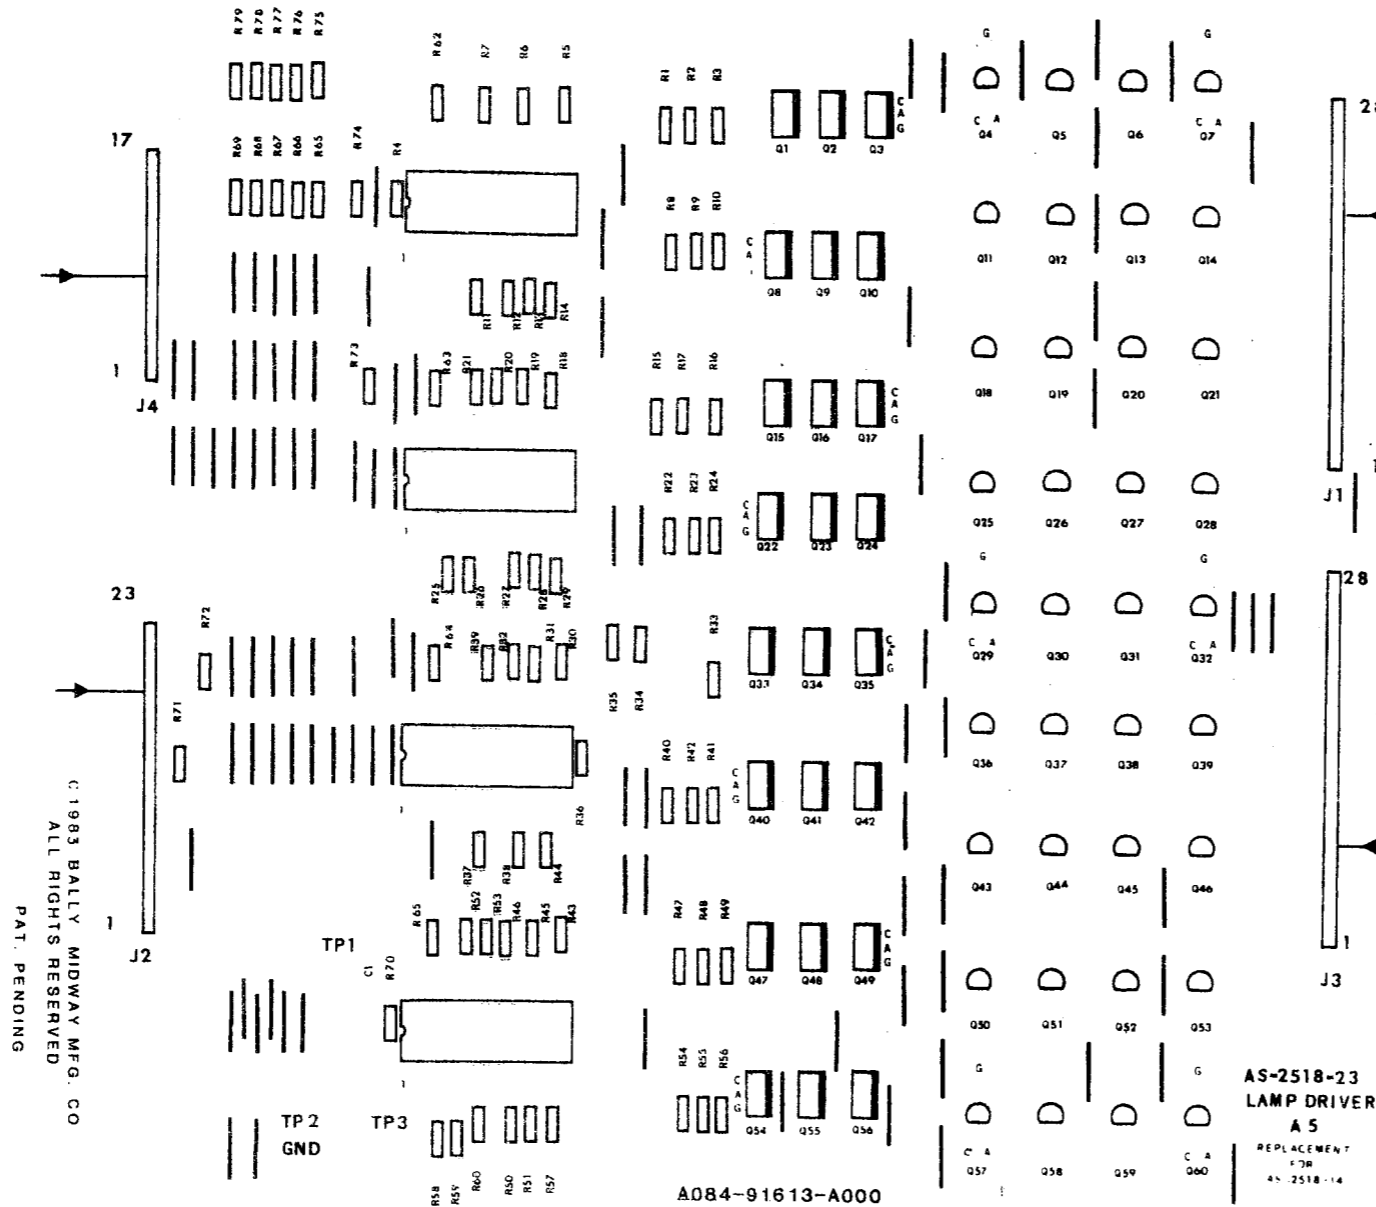 R79 R78 R77 R76 R75
R62 R7 R6 R5
R1 R2 R3
G G
C A G
Q1 Q2 Q3
C A C A
Q4 Q5 Q6 Q7
17
R69 R68 R67 R66 R65 R74 R4
R8 R9 R10
C A
Q8 Q9 Q10
Q11 Q12 Q13 Q14
1
J4
R11 R12 R14
R73 R63 R21 R20 R19 R18
R15 R17 R16
C A G
Q15 Q16 Q17
Q18 Q19 Q20 Q21
J1
R22 R23 R24
C A G
Q22 Q23 Q24
Q25 Q26 Q27 Q28
G G
28
23
R25 R26 R27 R28 R29
R72 R64 R39 R32 R31 R30
R35 R34 R33
C A G
Q33 Q34 Q35
C A C A
Q29 Q30 Q31 Q32
R71
R36
R40 R42 R41
C A G
Q40 Q41 Q42
Q36 Q37 Q38 Q39
R37 R38 R44
R65 R52 R53 R46 R45 R43
Q43 Q44 Q45 Q46
1
J2
TP1
C1 R70
R47 R48 R49
C A G
Q47 Q48 Q49
Q50 Q51 Q52 Q53
1
J3
G G
R54 R55 R56
C A G
Q54 Q55 Q56
C A C A
Q57 Q58 Q59 Q60
TP2
GND
TP3
R58 R59 R60 R50 R51 R57
C 1983 BALLY MIDWAY MFG. CO
ALL RIGHTS RESERVED
PAT. PENDING
A084-91613-A000
AS-2518-23
LAMP DRIVER
A5
REPLACEMENT
FOR
AS-2518-14